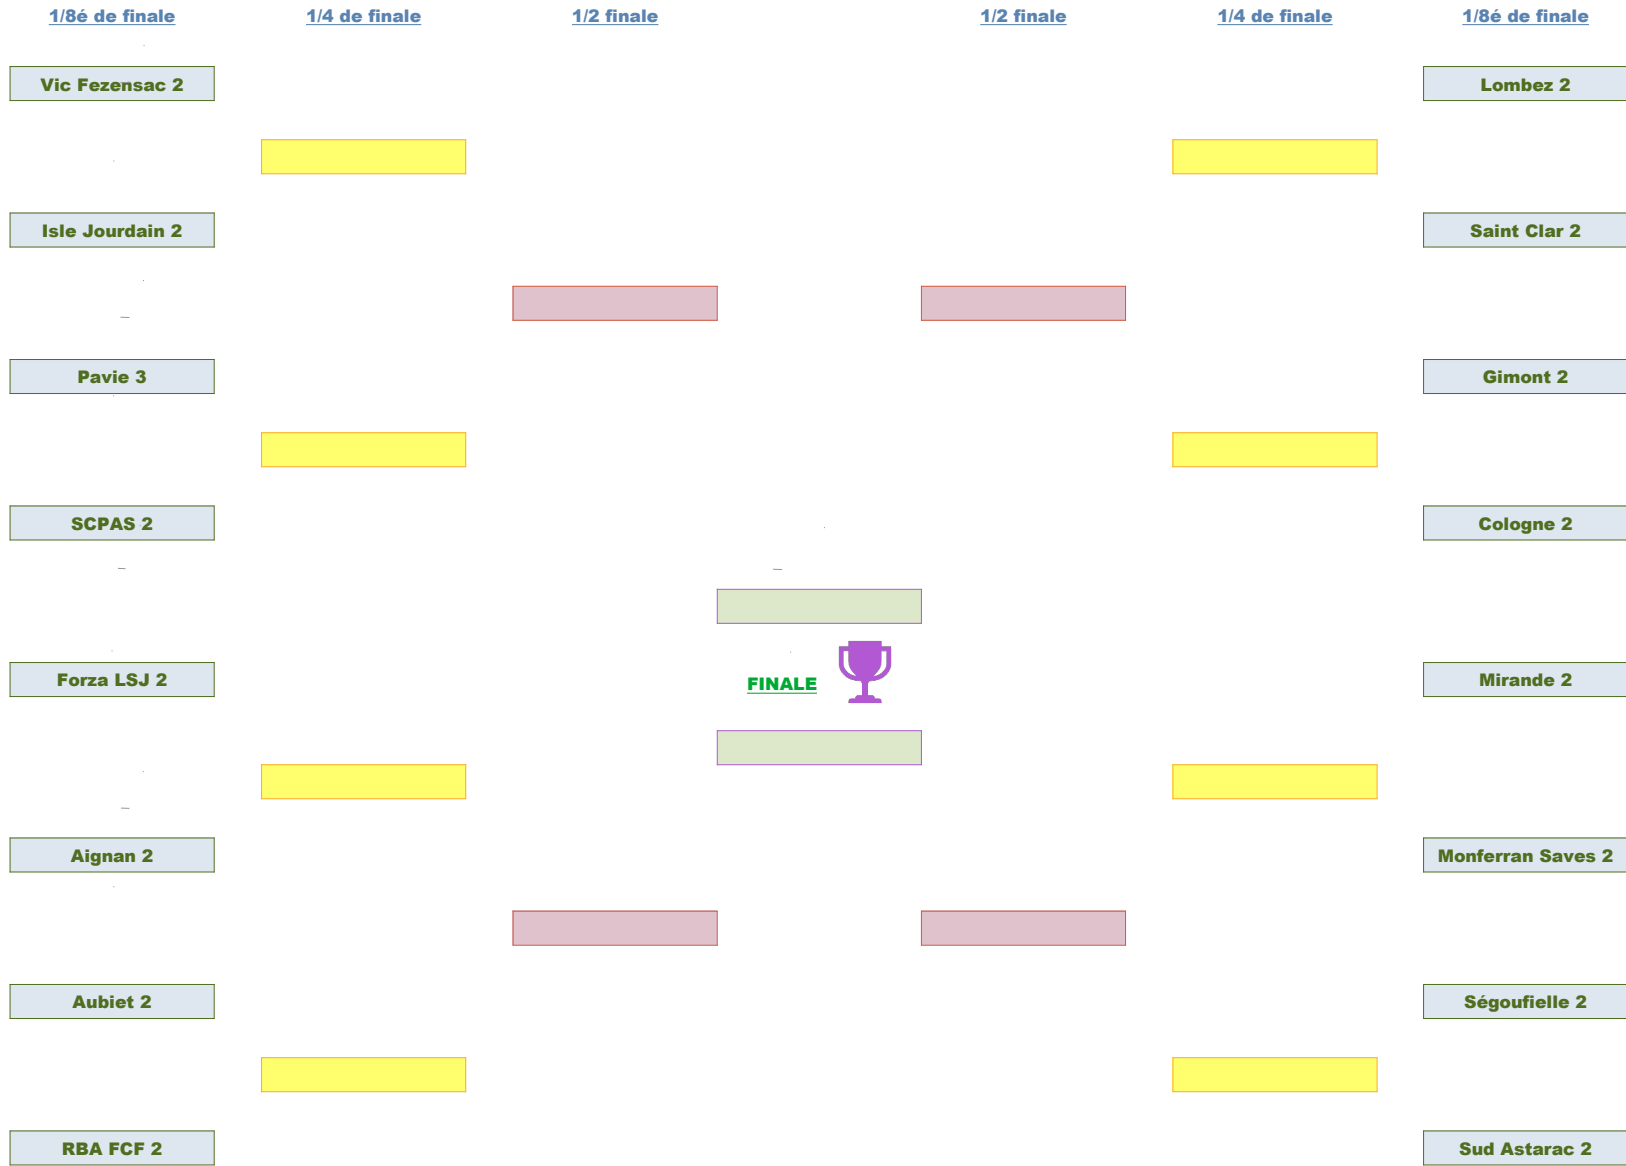 1/8é de finale
1/4 de finale
1/2 finale
1/2 finale
1/4 de finale
1/8é de finale
Vic Fezensac 2
Lombez 2
Isle Jourdain 2
Saint Clar 2
Pavie 3
Gimont 2
SCPAS 2
Cologne 2
Forza LSJ 2
FINALE
Mirande 2
Aignan 2
Monferran Saves 2
Aubiet 2
Ségoufielle 2
RBA FCF 2
Sud Astarac 2